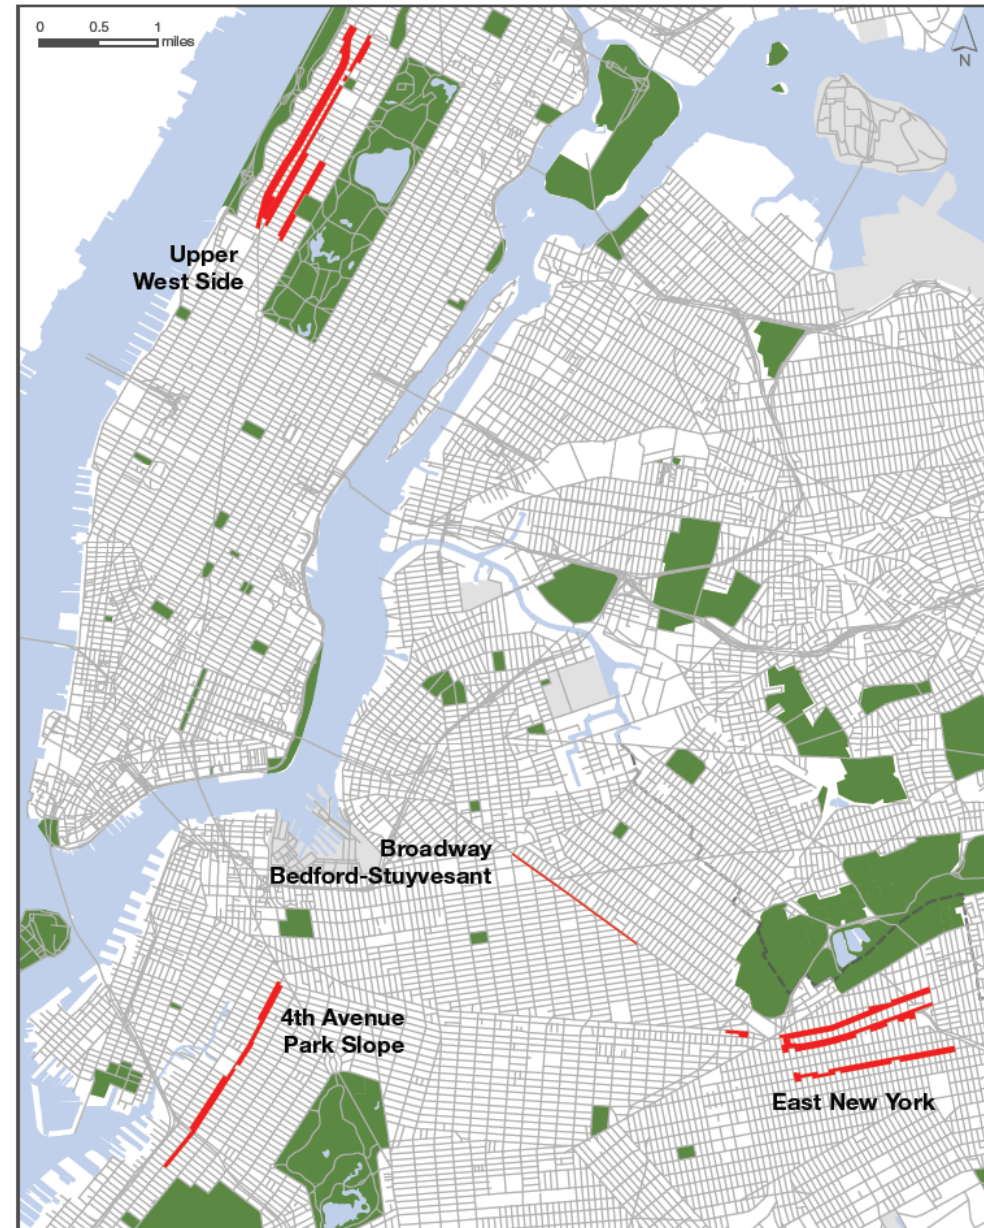 0 0.5 1
miles
N
Upper
West Side
Broadway
Bedford-Stuyvesant
4th Avenue
Park Slope
East New York